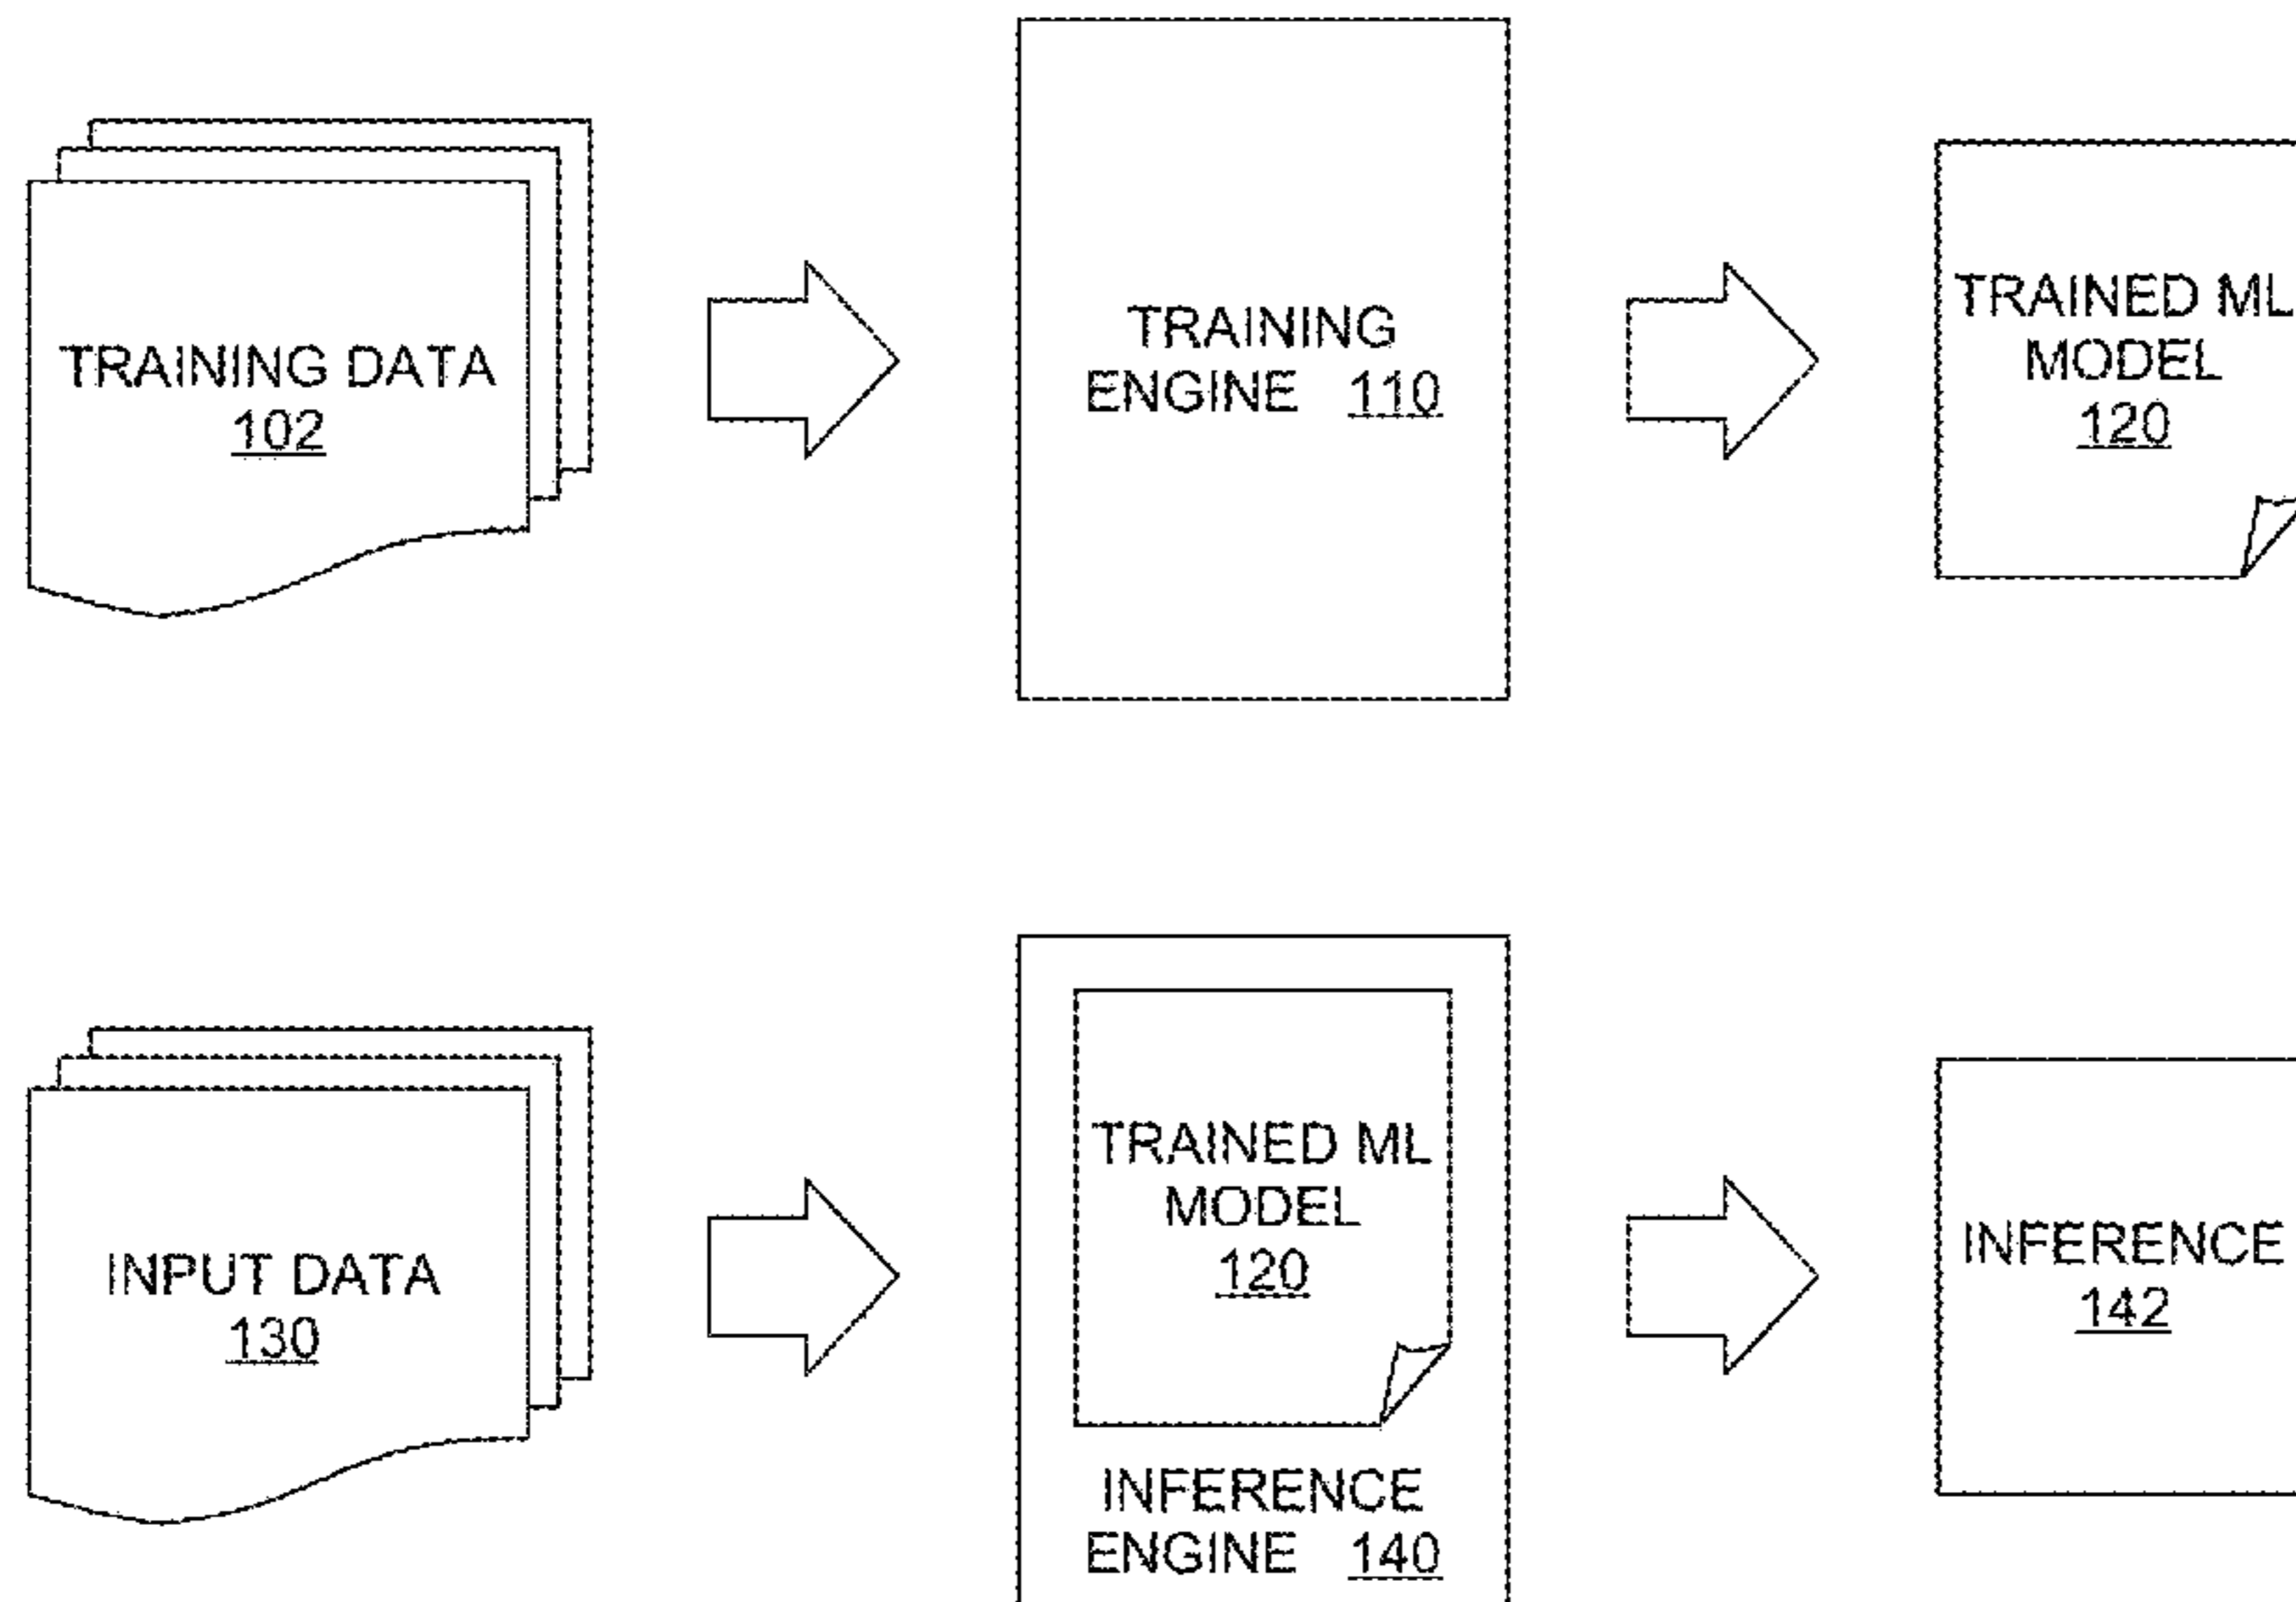 TRAINING DATA
102
TRAINING
ENGINE 110
TRAINED ML
MODEL
120
INPUT DATA
130
TRAINED ML
MODEL
120
INFERENCE
ENGINE 140
INFERENCE
142